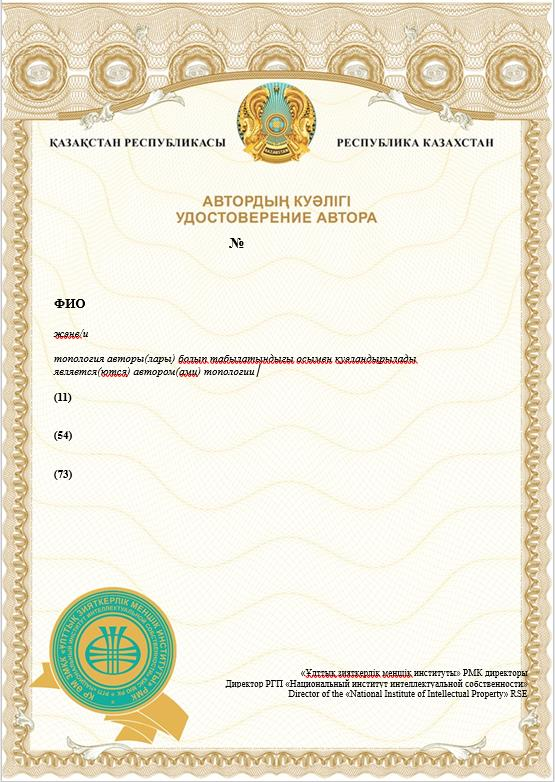 ҚАЗАҚСТАН РЕСПУБЛИКАСЫ
РЕСПУБЛИКА КАЗАХСТАН
АВТОРДЫҢ КУӘЛІГІ
УДОСТОВЕРЕНИЕ АВТОРА
№
ФИО
және/и
топология авторы(лары) болып табылатындығы осымен куәландырылады
является(ются) автором(ами) топологии
(11)
(54)
(73)
«Ұлттық зияткерлік меншік институты» РМК директоры
Директор РГП «Национальный институт интеллектуальной собственности»
Director of the «National Institute of Intellectual Property» RSE